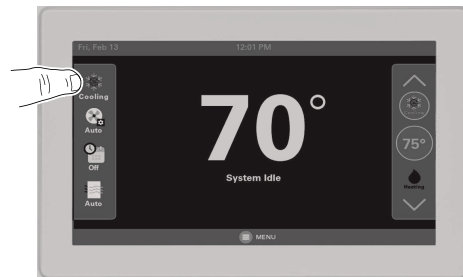 Fri, Feb 13
12:01 PM
Cooling
Auto
Off
Auto
70°
System Idle
75°
Heating
MENU